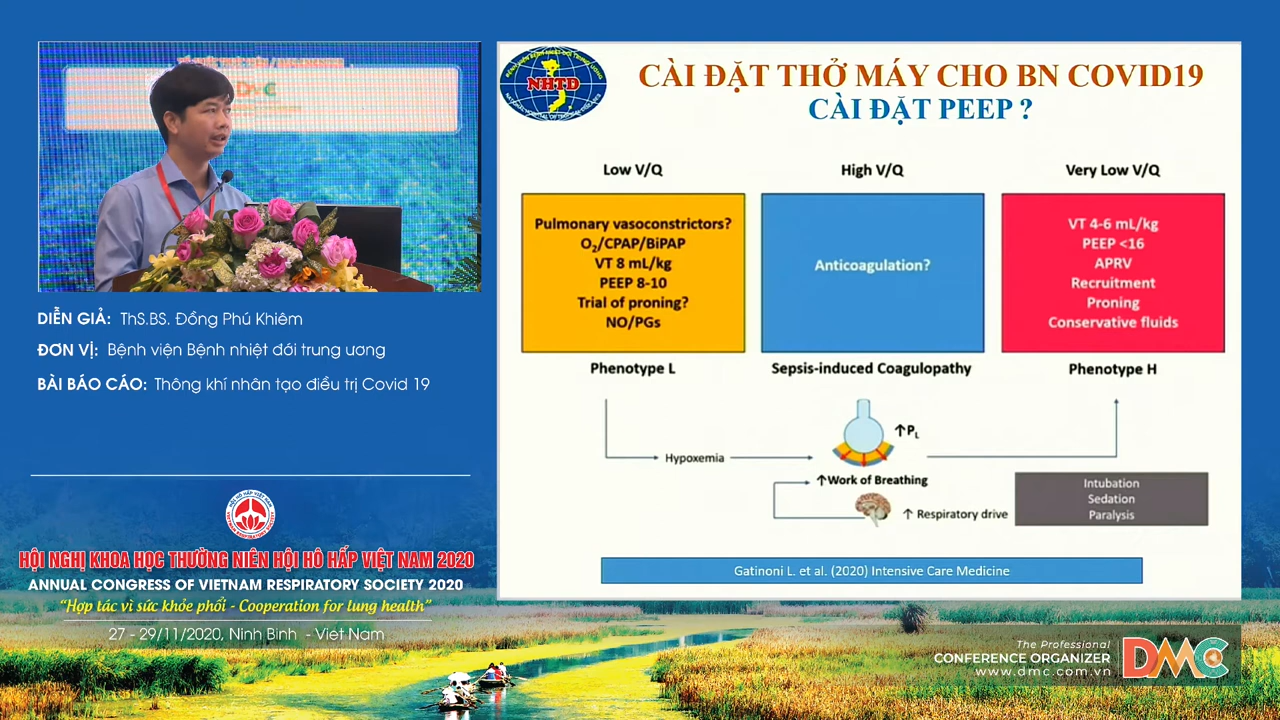 DMC
DIỄN GIẢ: ThS.BS. Đồng Phú Khiêm
ĐƠN VỊ: Bệnh viện Bệnh nhiệt đới trung ương
BÀI BÁO CÁO: Thông khí nhân tạo điều trị Covid 19
HỘI NGHỊ KHOA HỌC THƯỜNG NIÊN HỘI HÔ HẤP VIỆT NAM 2020
ANNUAL CONGRESS OF VIETNAM RESPIRATORY SOCIETY 2020
“Hợp tác vì sức khỏe phổi - Cooperation for lung health”
27 - 29/11/2020, Ninh Bình - Việt Nam
NHTD
CÀI ĐẶT THỞ MÁY CHO BN COVID19
CÀI ĐẶT PEEP ?
Low V/Q
Pulmonary vasoconstrictors?
O₂/CPAP/BiPAP
VT 8 mL/kg
PEEP 8-10
Trial of proning?
NO/PGs
Phenotype L
High V/Q
Anticoagulation?
Sepsis-induced Coagulopathy
Very Low V/Q
VT 4-6 mL/kg
PEEP <16
APRV
Recruitment
Proning
Conservative fluids
Phenotype H
Hypoxemia
↑PL
↑Work of Breathing
↑ Respiratory drive
Intubation
Sedation
Paralysis
Gatinoni L. et al. (2020) Intensive Care Medicine
The Professional
CONFERENCE ORGANIZER
www.dmc.com.vn
DMC